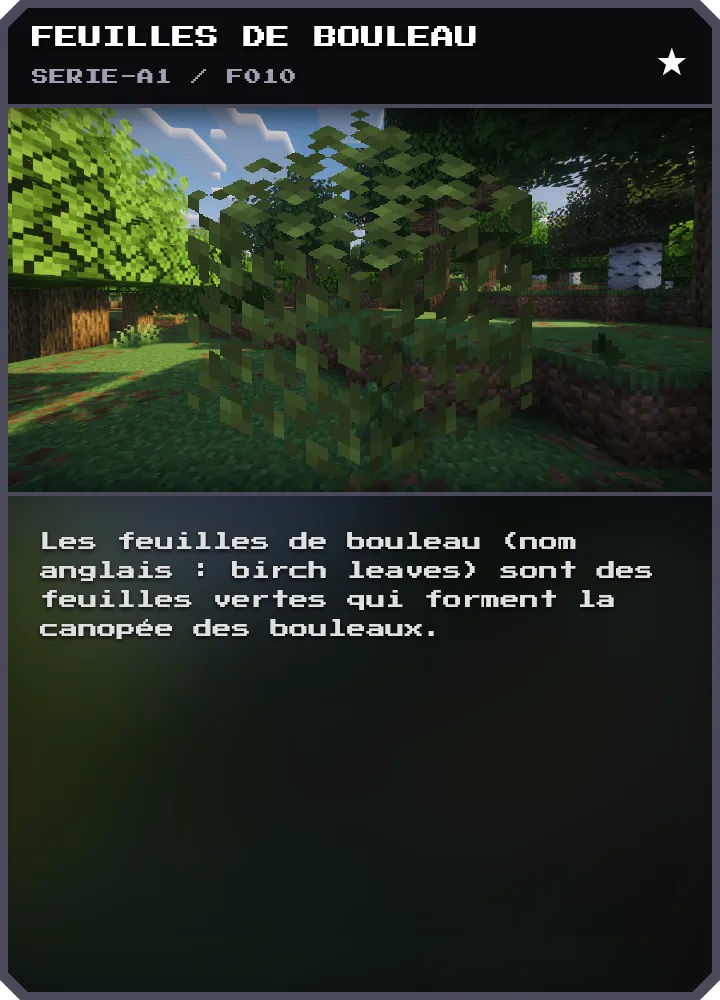 FEUILLES DE BOULEAU
SERIE-A1 / F010
Les feuilles de bouleau (nom
anglais : birch leaves) sont des
feuilles vertes qui forment la
canopée des bouleaux.